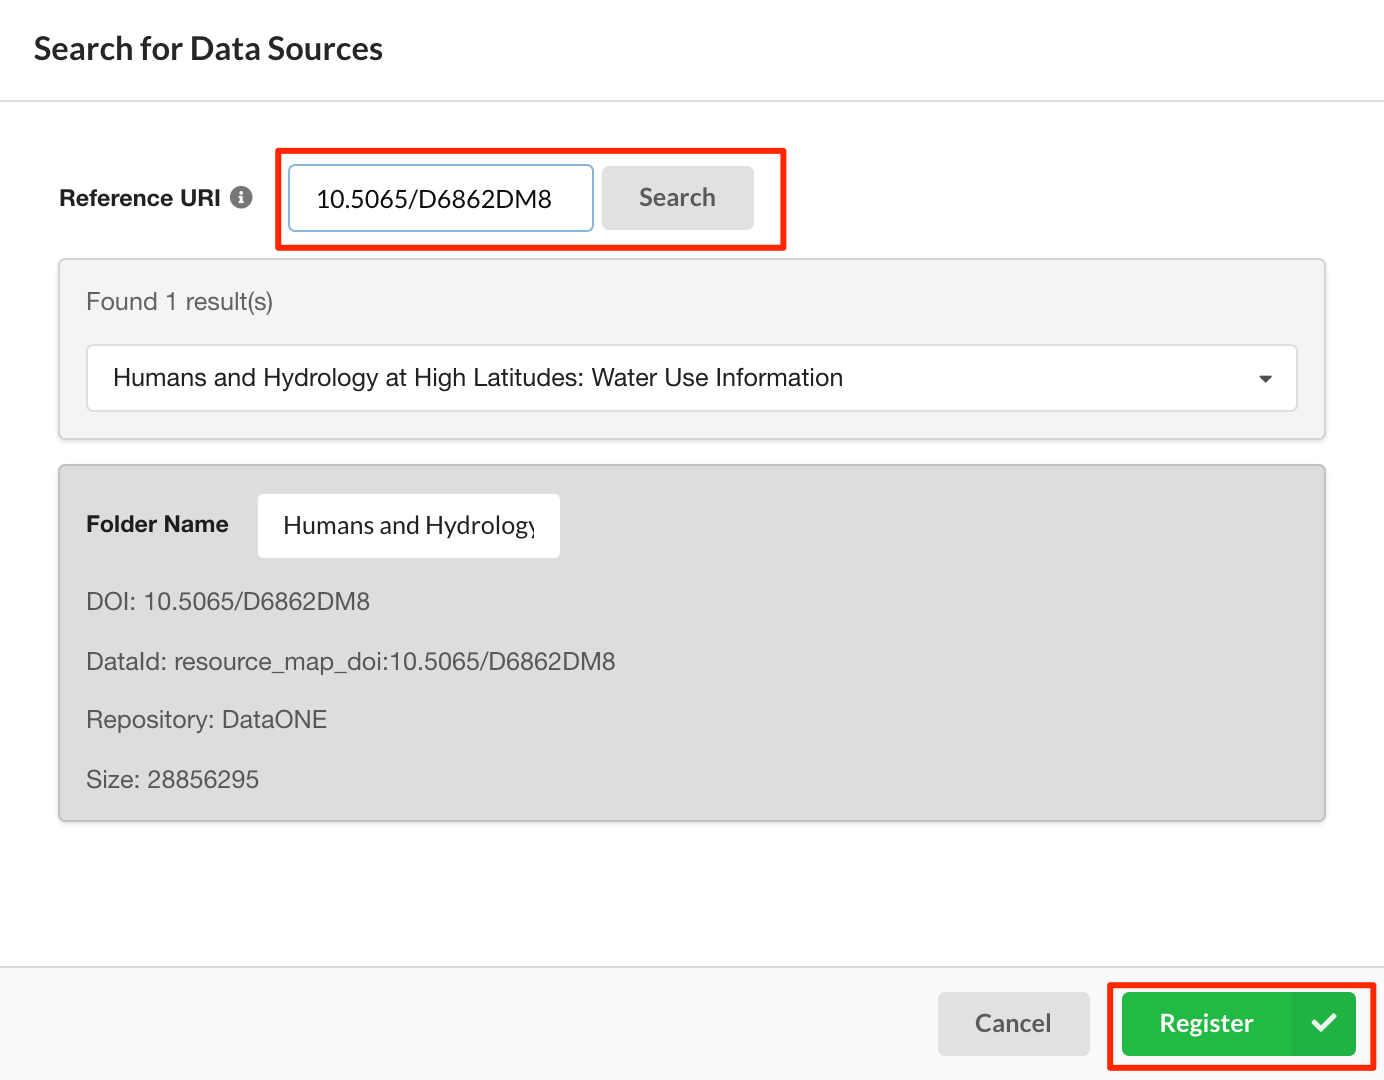 Search for Data Sources
Reference URI
10.5065/D6862DM8
Search
Found 1 result(s)
Humans and Hydrology at High Latitudes: Water Use Information
Folder Name
Humans and Hydrology
DOI: 10.5065/D6862DM8
DataId: resource_map_doi:10.5065/D6862DM8
Repository: DataONE
Size: 28856295
Cancel
Register